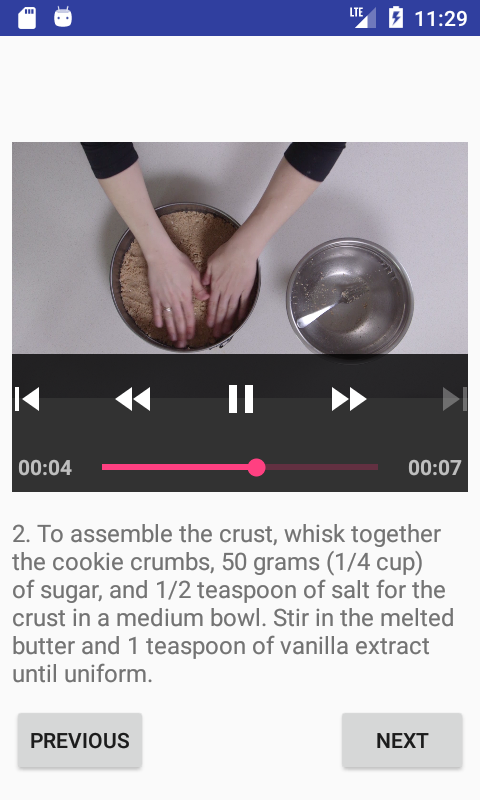 LTE
11:29
00:04
00:07
2. To assemble the crust, whisk together
the cookie crumbs, 50 grams (1/4 cup)
of sugar, and 1/2 teaspoon of salt for the
crust in a medium bowl. Stir in the melted
butter and 1 teaspoon of vanilla extract
until uniform.
PREVIOUS
NEXT